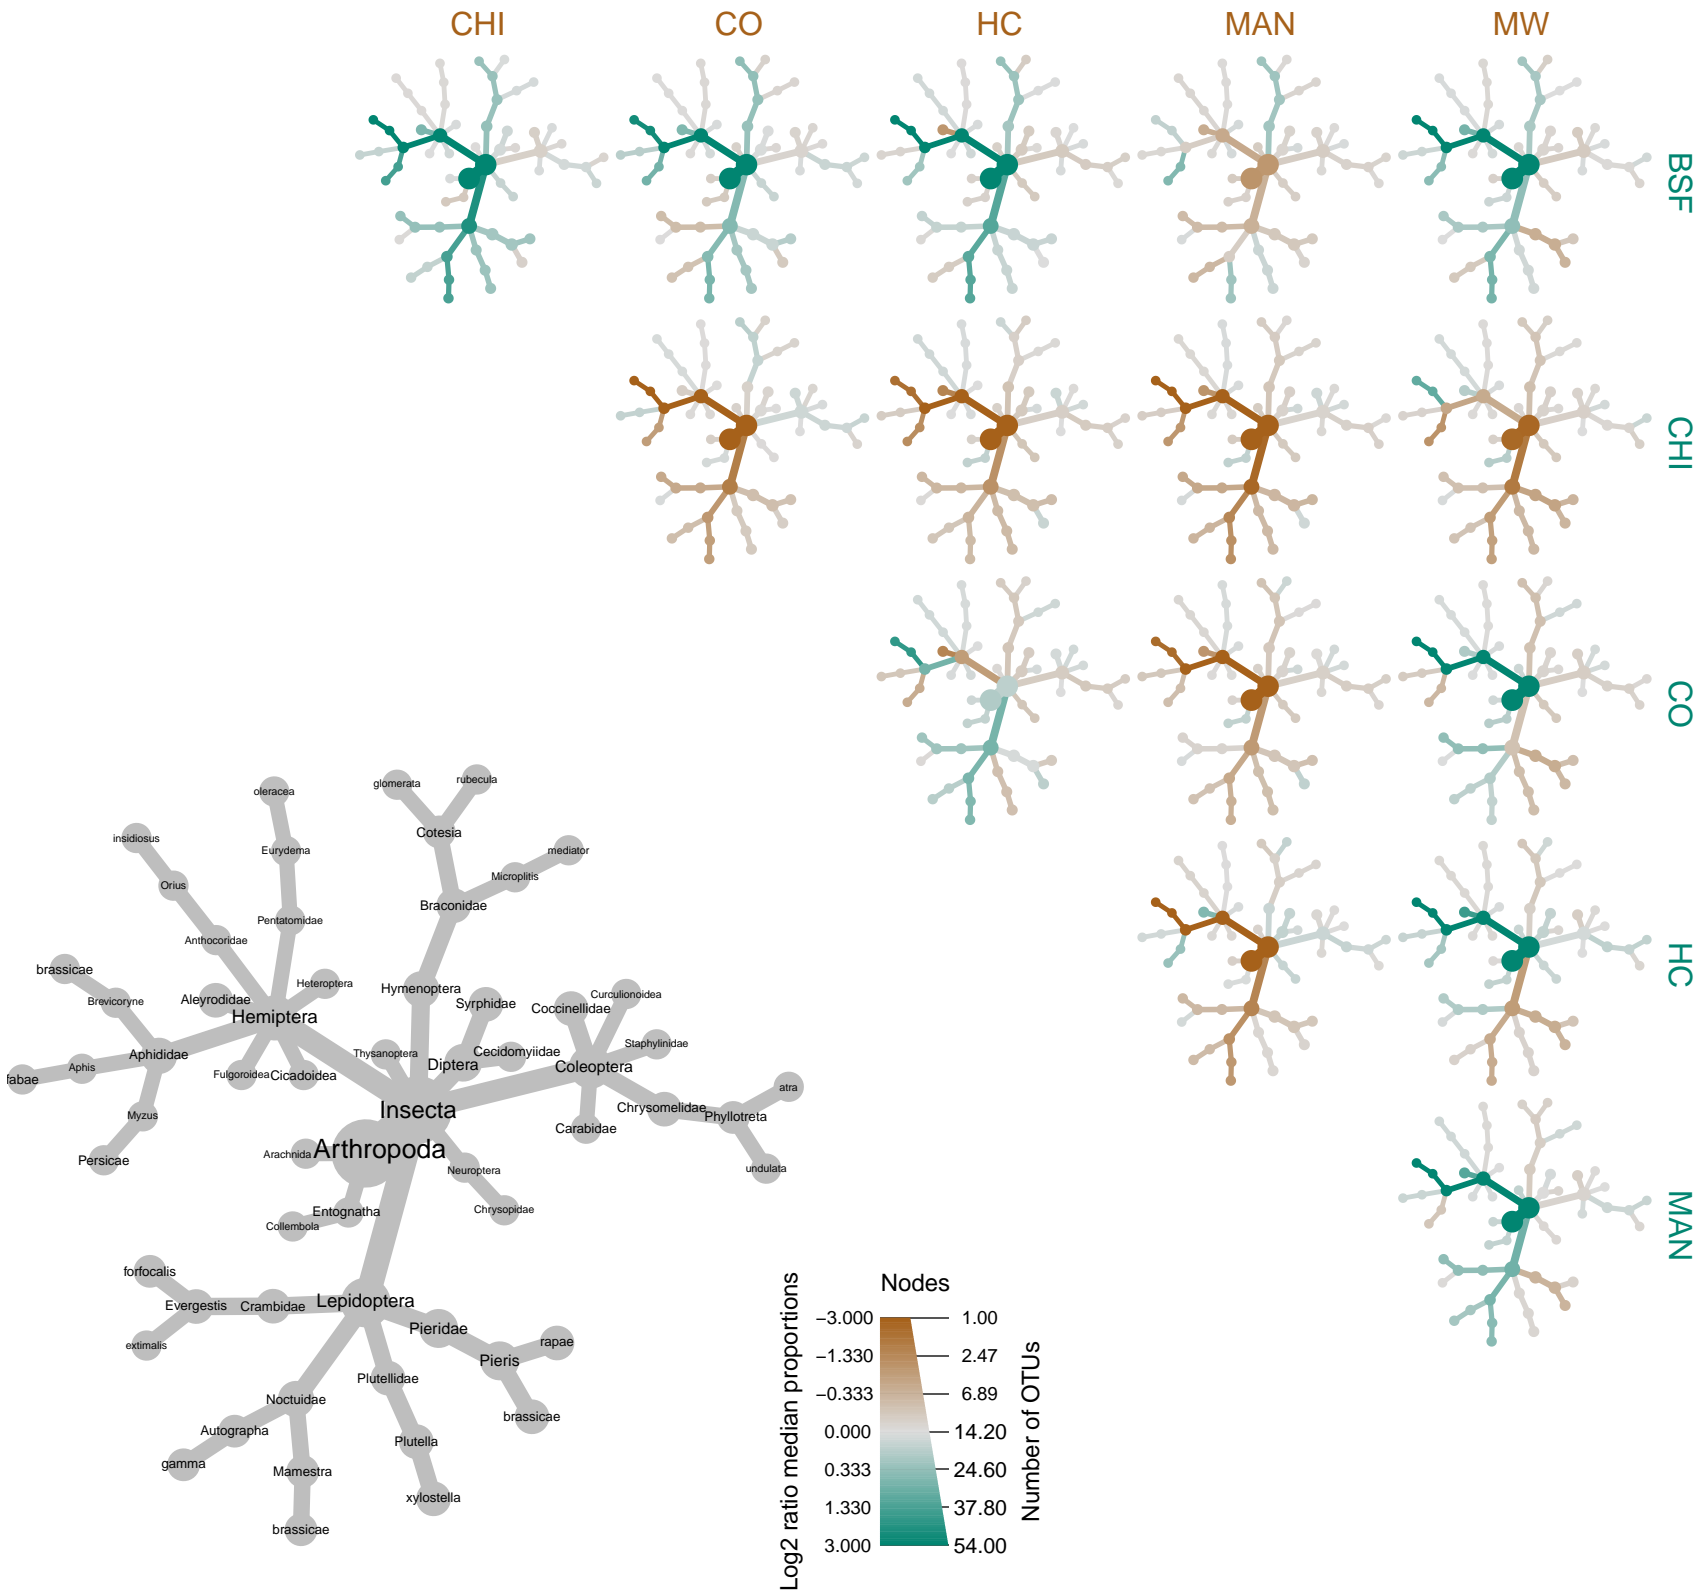 CHI CO HC MAN MW
BSF
CHI
CO
HC
MAN
glomerata
rubecula
oleracea
insidiosus
Cotesia
Eurydema
mediator
Microplitis
Orius
Braconidae
Pentatomidae
Anthocoridae
brassicae
Heteroptera
Hymenoptera
Curculionoidea
Brevicoryne
Aleyrodidae
Syrphidae
Coccinellidae
Hemiptera
Staphylinidae
Thysanoptera
Cecidomyiidae
Aphididae
Diptera
Coleoptera
Aphis
Fulgoroidea
Cicadoidea
fabae
atra
Insecta
Chrysomelidae
Myzus
Phyllotreta
Carabidae
Arthropoda
Arachnida
Persicae
Neuroptera
undulata
Entognatha
Chrysopidae
Collembola
forfocalis
Evergestis
Crambidae
Lepidoptera
Pieridae
extimalis
rapae
Pieris
Plutellidae
Noctuidae
brassicae
Autographa
Plutella
gamma
Mamestra
xylostella
brassicae
Nodes
Log2 ratio median proportions
Number of OTUs
−3.000 1.00
−1.330 2.47
−0.333 6.89
0.000 14.20
0.333 24.60
1.330 37.80
3.000 54.00